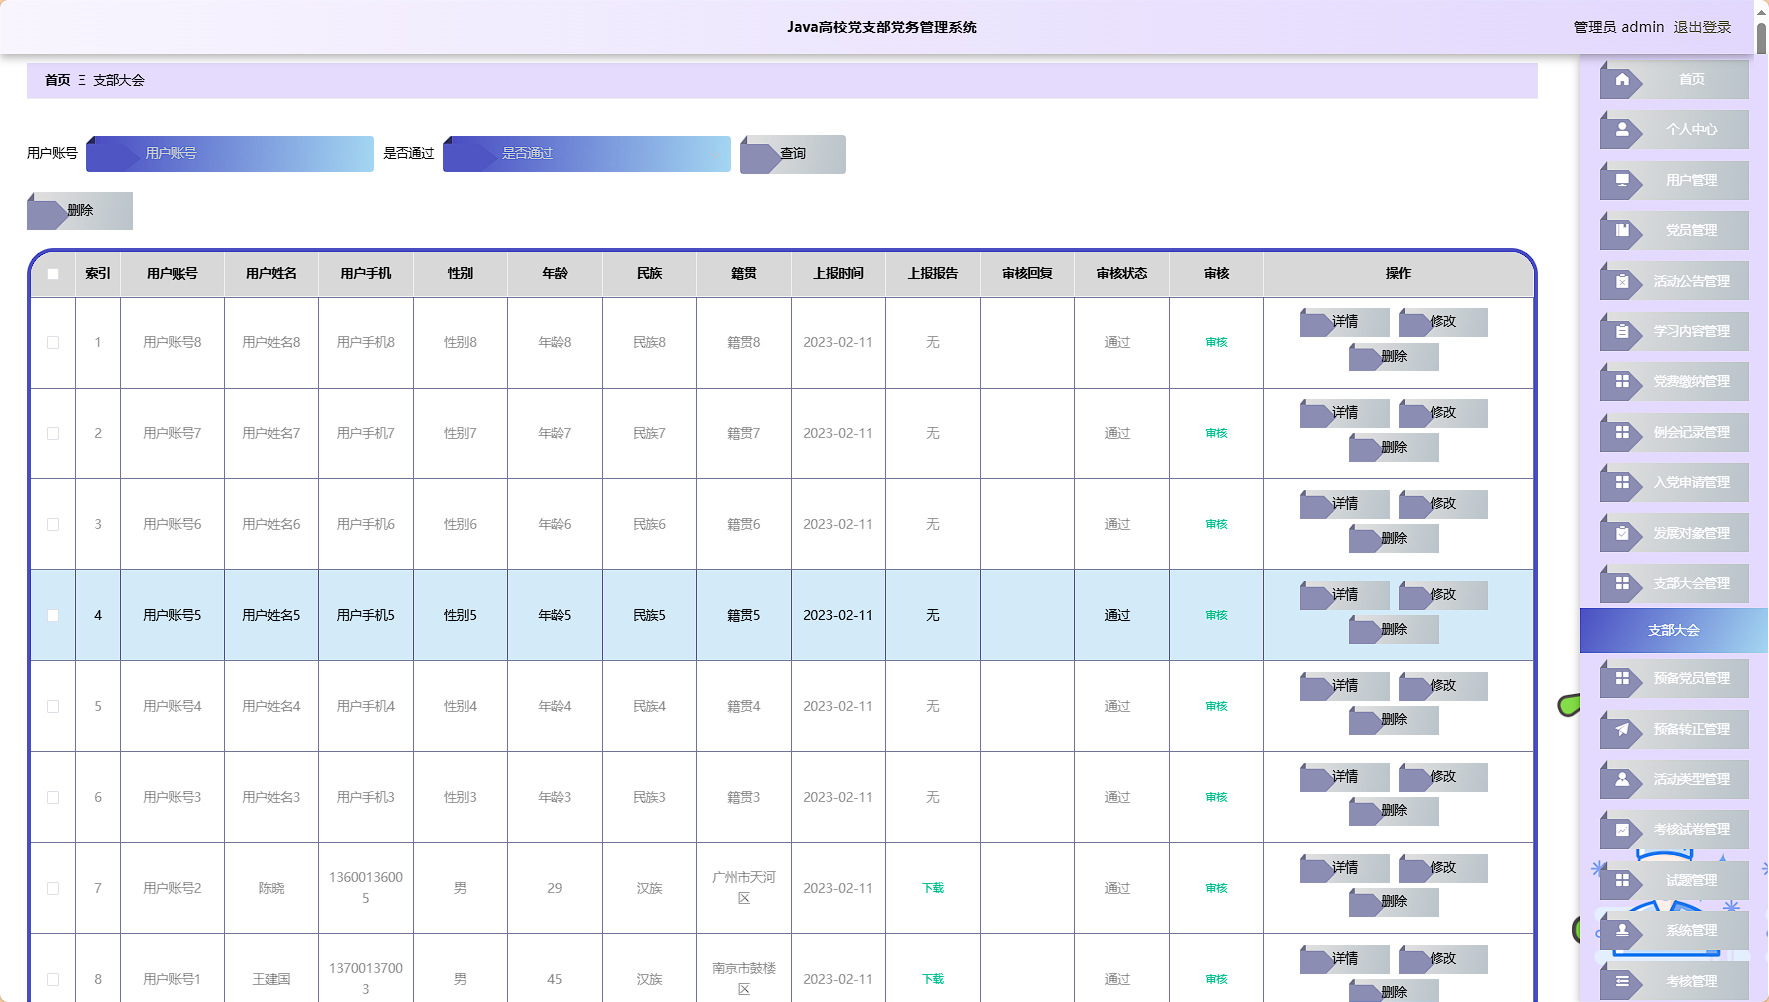 Java高校党支部党务管理系统
管理员 admin 退出登录
首页 Ξ 支部大会
用户账号 用户账号 是否通过 是否通过 查询
删除
索引 用户账号 用户姓名 用户手机 性别 年龄 民族 籍贯 上报时间 上报报告 审核回复 审核状态 审核 操作
1 用户账号8 用户姓名8 用户手机8 性别8 年龄8 民族8 籍贯8 2023-02-11 无 通过 审核 详情 修改
删除
2 用户账号7 用户姓名7 用户手机7 性别7 年龄7 民族7 籍贯7 2023-02-11 无 通过 审核 详情 修改
删除
3 用户账号6 用户姓名6 用户手机6 性别6 年龄6 民族6 籍贯6 2023-02-11 无 通过 审核 详情 修改
删除
4 用户账号5 用户姓名5 用户手机5 性别5 年龄5 民族5 籍贯5 2023-02-11 无 通过 审核 详情 修改
删除
5 用户账号4 用户姓名4 用户手机4 性别4 年龄4 民族4 籍贯4 2023-02-11 无 通过 审核 详情 修改
删除
6 用户账号3 用户姓名3 用户手机3 性别3 年龄3 民族3 籍贯3 2023-02-11 无 通过 审核 详情 修改
删除
7 用户账号2 陈晓 1360013600
5 男 29 汉族 广州市天河
区 2023-02-11 下载 通过 审核 详情 修改
删除
8 用户账号1 王建国 1370013700
3 男 45 汉族 南京市鼓楼
区 2023-02-11 下载 通过 审核 详情 修改
删除
首页
个人中心
用户管理
党员管理
活动公告管理
学习内容管理
党费缴纳管理
例会记录管理
入党申请管理
发展对象管理
支部大会管理
支部大会
预备党员管理
预备转正管理
活动类型管理
考核试卷管理
试题管理
系统管理
考核管理